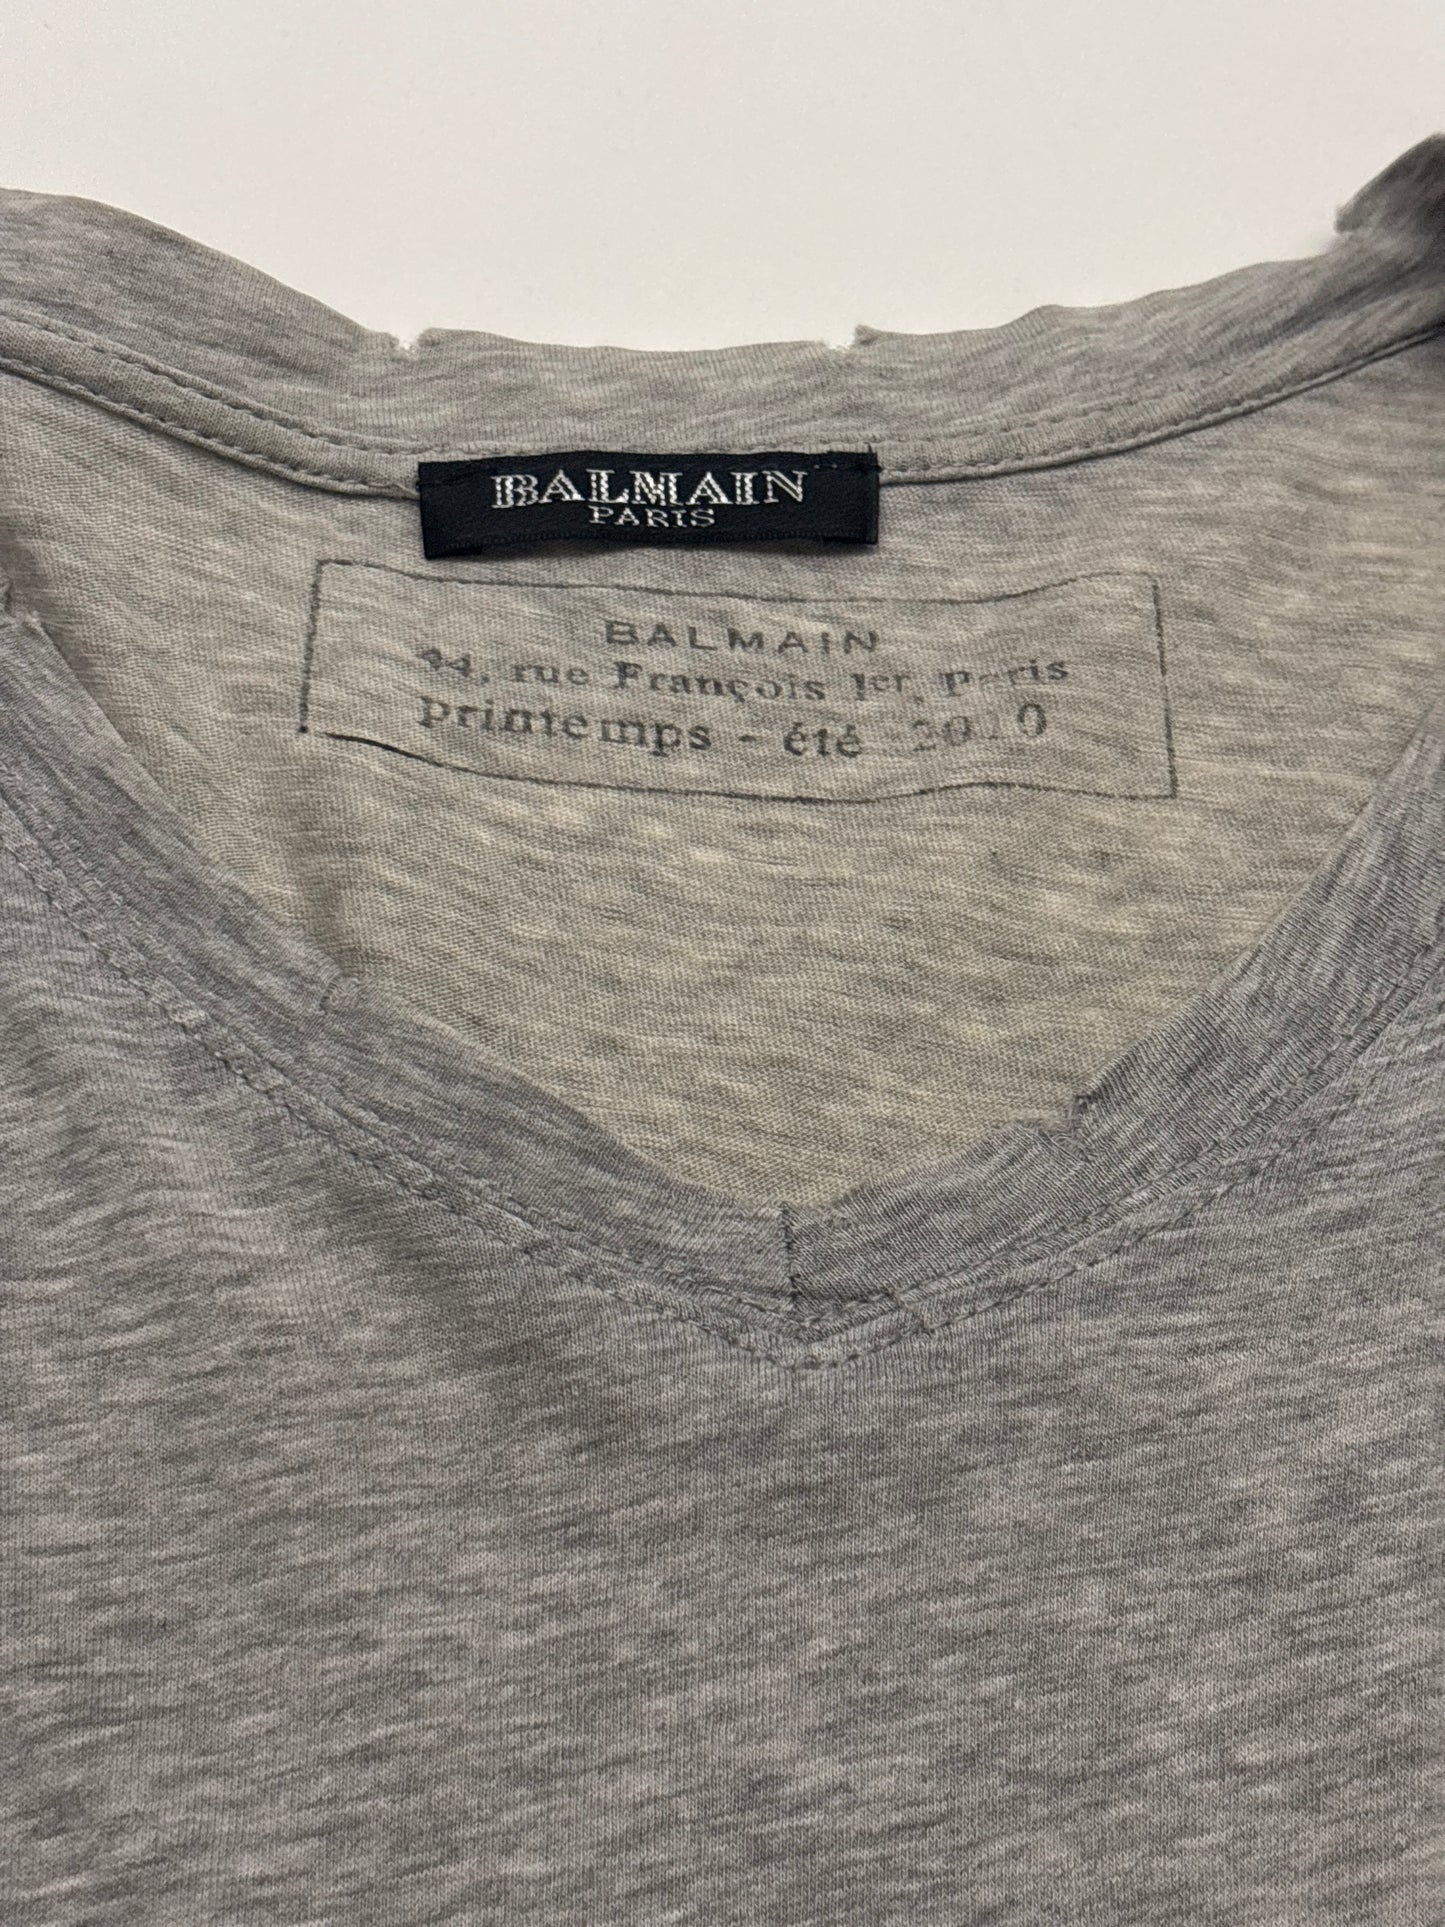 BALMAIN
PARIS
BALMAIN
44, rue François 1er, Paris
printemps - été 2010